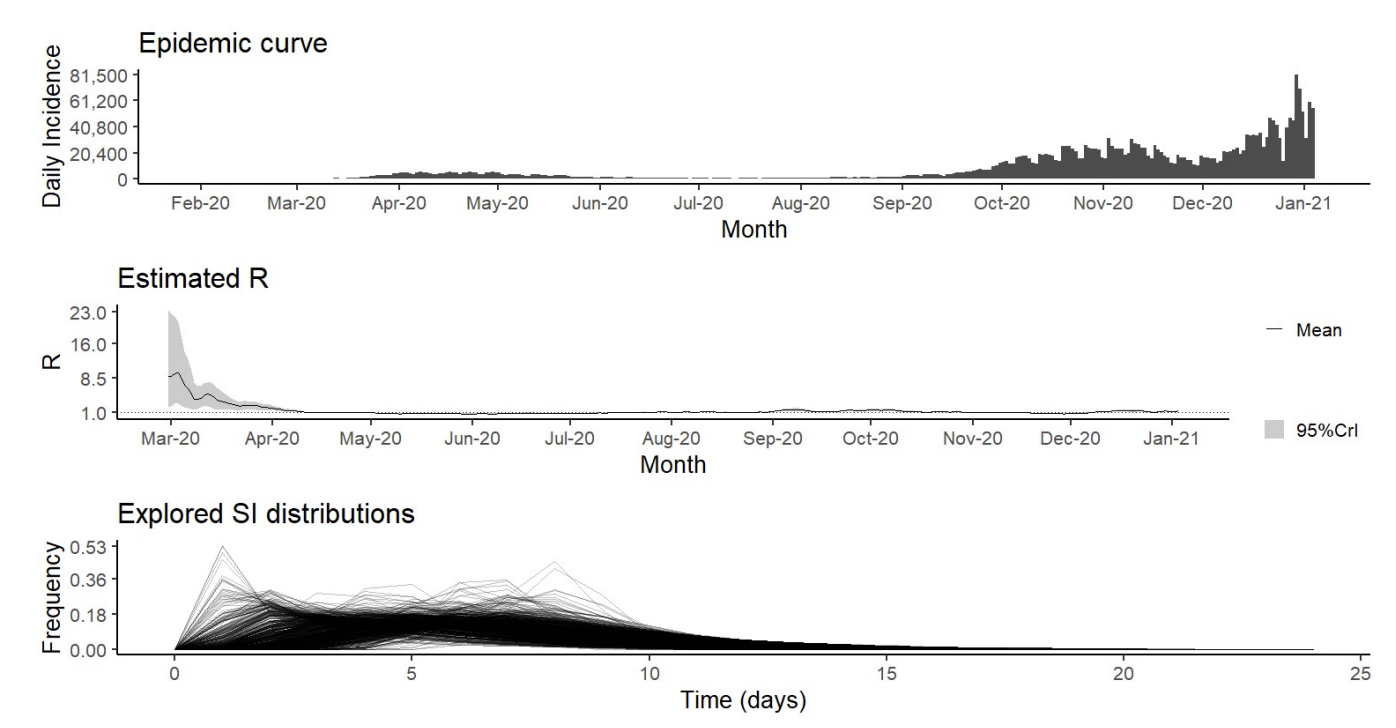 Epidemic curve
Daily Incidence
81,500
61,200
40,800
20,400
0
Feb-20 Mar-20 Apr-20 May-20 Jun-20 Jul-20 Aug-20 Sep-20 Oct-20 Nov-20 Dec-20 Jan-21
Month
Estimated R
R
23.0
16.0
8.5
1.0
Mean
95%CrI
Mar-20 Apr-20 May-20 Jun-20 Jul-20 Aug-20 Sep-20 Oct-20 Nov-20 Dec-20 Jan-21
Month
Explored SI distributions
Frequency
0.53
0.36
0.18
0.00
0 5 10 15 20 25
Time (days)